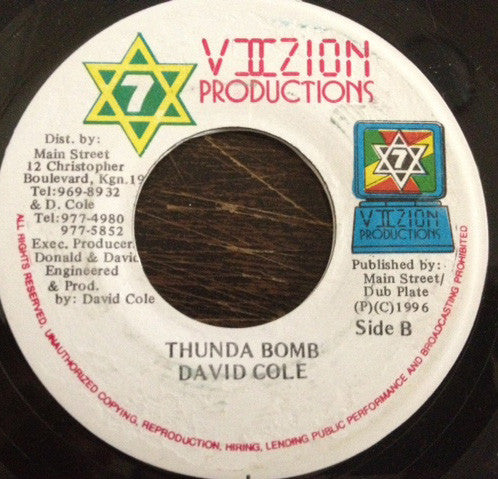 7
VIIZION
PRODUCTIONS
Dist. by:
Main Street
12 Christopher
Boulevard, Kgn.
Tel:969-8932
& D. Cole
Tel:977-4980
977-5852
Exec. Producer
Donald & David
Engineered
& Prod.
by: David Cole
7
VIIZION
PRODUCTIONS
Published by:
Main Street/
Dub Plate
(P)(C)1996
Side B
THUNDA BOMB
DAVID COLE
ALL RIGHTS RESERVED, UNAUTHORIZED COPYING, REPRODUCTION, HIRING, LENDING PUBLIC PERFORMANCE AND BROADCASTING PROHIBITED